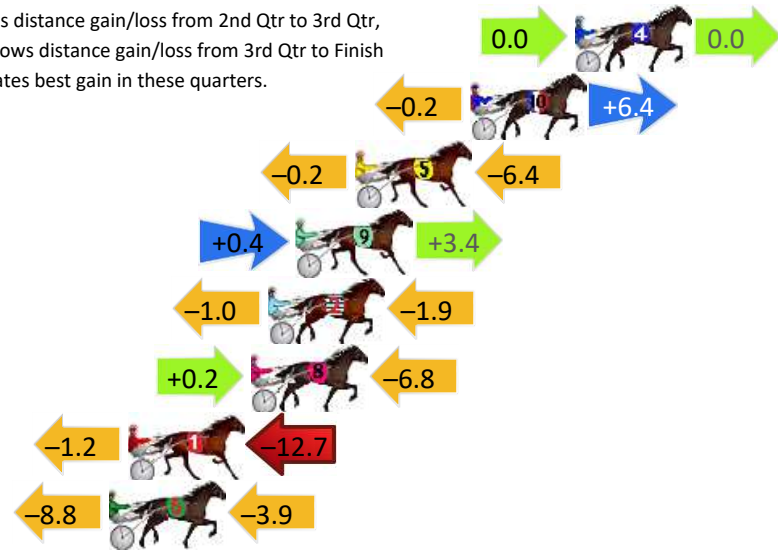 s distance gain/loss from 2nd Qtr to 3rd Qtr,
ows distance gain/loss from 3rd Qtr to Finish
ates best gain in these quarters.
0.0 4 0.0
–0.2 10 +6.4
–0.2 5 –6.4
+0.4 9 +3.4
–1.0 –1.9
+0.2 8 –6.8
–1.2 1 –12.7
–8.8 6 –3.9